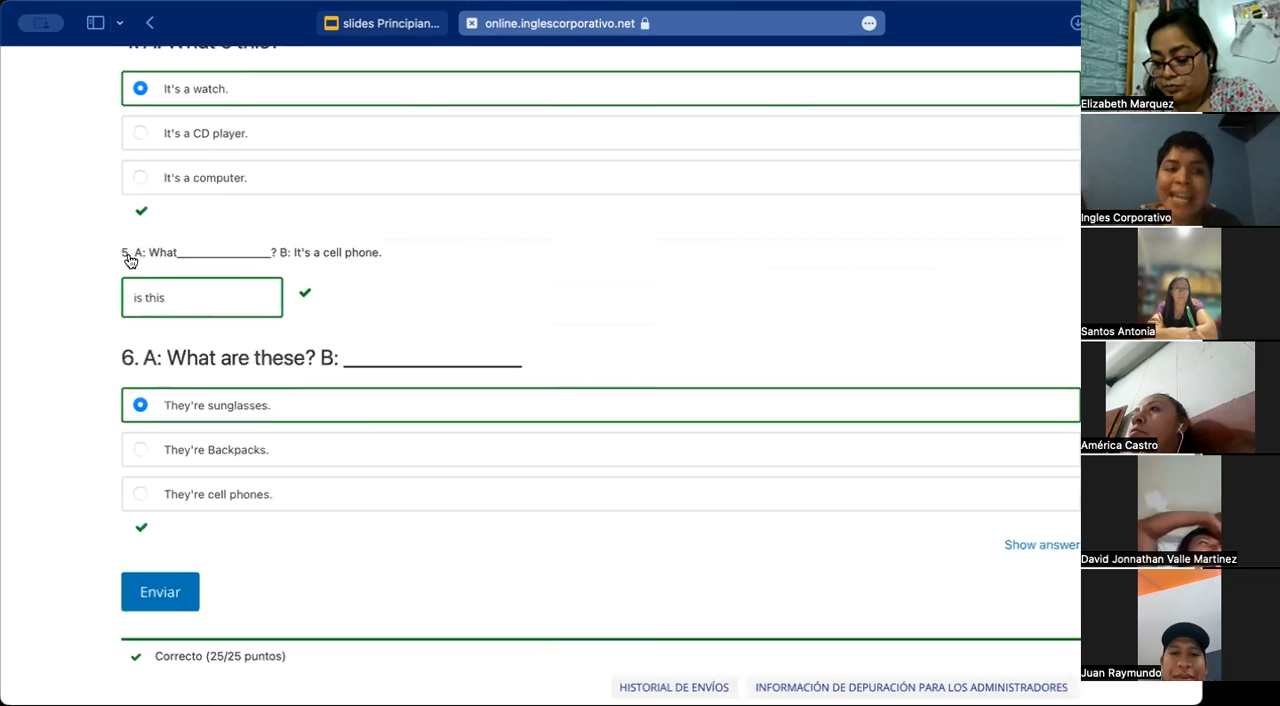 slides Principian...
online.inglescorporativo.net
It's a watch.
It's a CD player.
It's a computer.
5. A: What______________? B: It's a cell phone.
is this
6. A: What are these? B: _________________
They're sunglasses.
They're Backpacks.
They're cell phones.
Show answer
Enviar
Correcto (25/25 puntos)
HISTORIAL DE ENVÍOS
INFORMACIÓN DE DEPURACIÓN PARA LOS ADMINISTRADORES
Elizabeth Marquez
Ingles Corporativo
Santos Antonia
América Castro
David Jonnathan Valle Martinez
Juan Raymundo